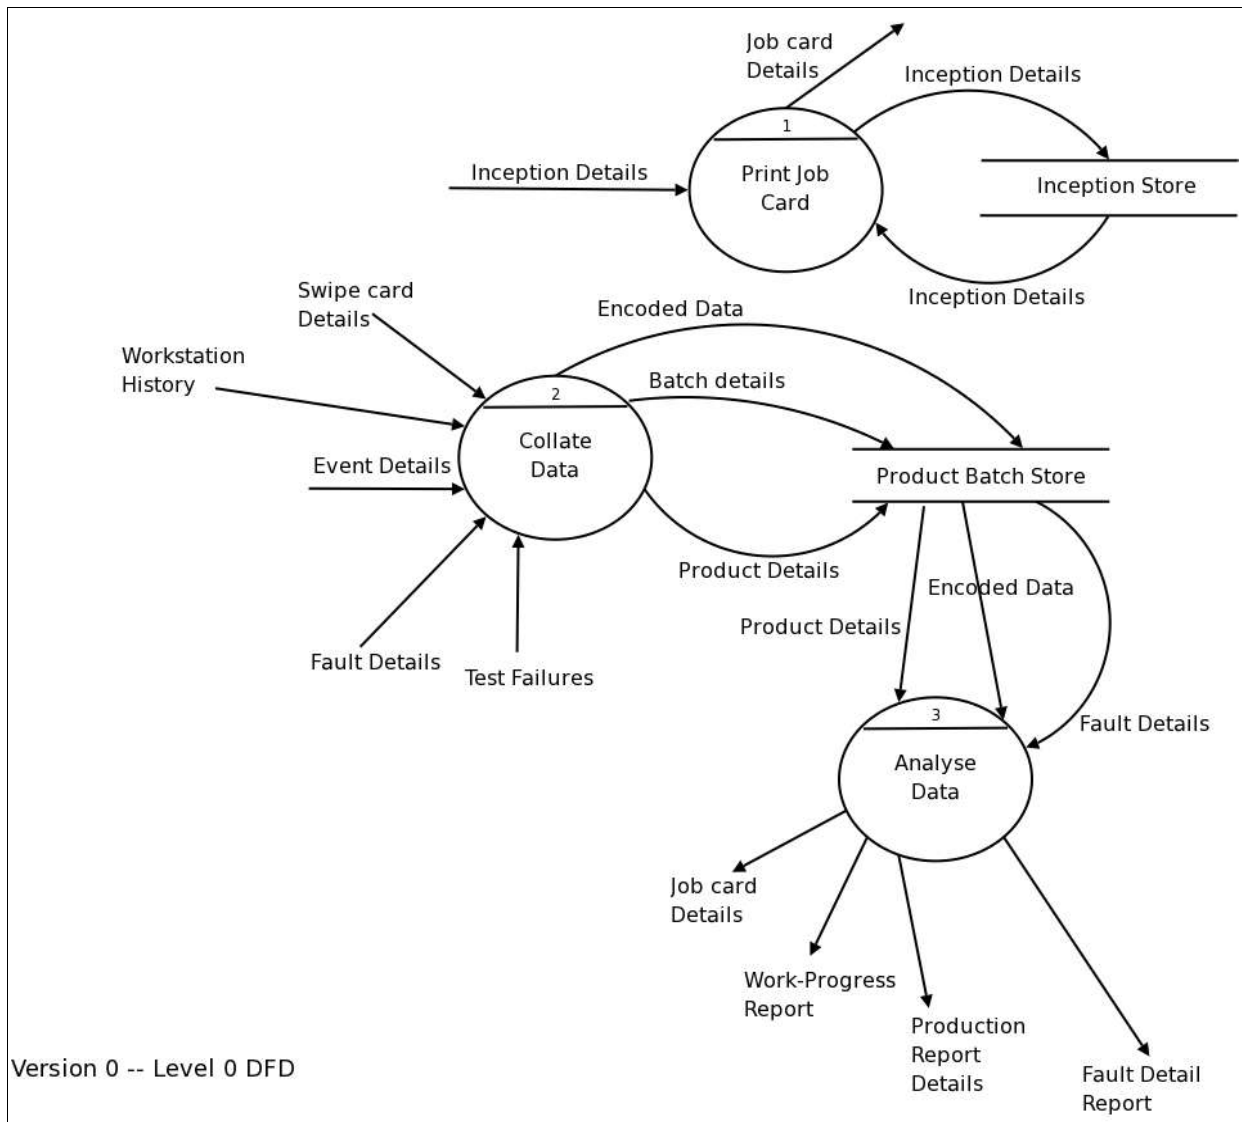 Job card
Details
Inception Details
1
Inception Details
Print Job
Card
Inception Store
Inception Details
Swipe card
Details
Encoded Data
Workstation
History
Batch details
2
Collate
Data
Event Details
Product Batch Store
Product Details
Encoded Data
Product Details
Fault Details
Test Failures
3
Fault Details
Analyse
Data
Job card
Details
Work-Progress
Report
Production
Report
Details
Fault Detail
Report
Version 0 -- Level 0 DFD